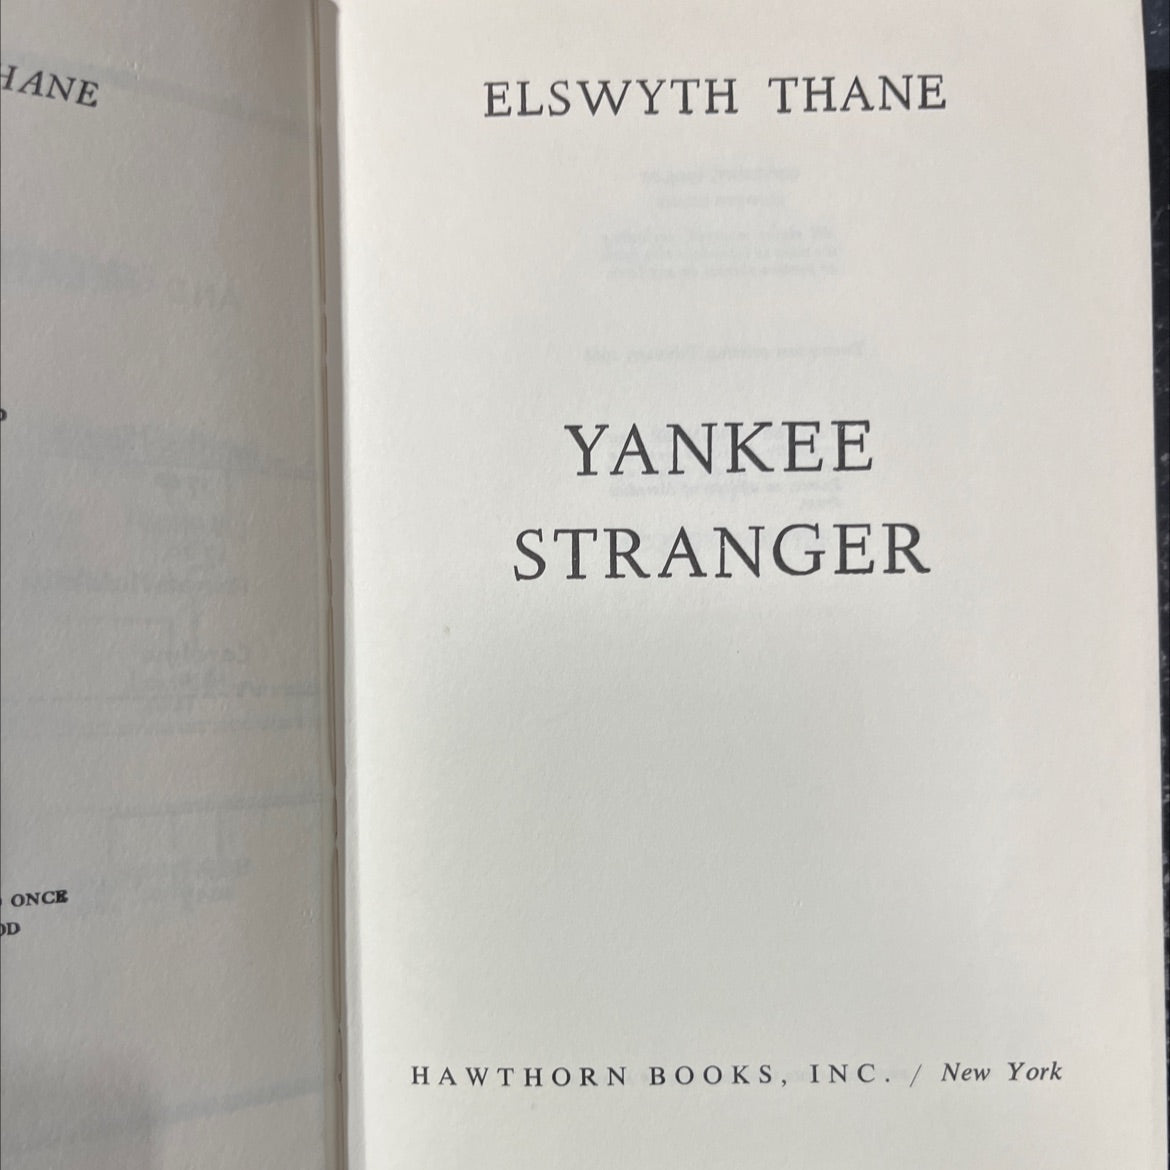 HANE
ONCE
OD
ELSWYTH THANE
YANKEE
STRANGER
HAWTHORN BOOKS, INC. / New York